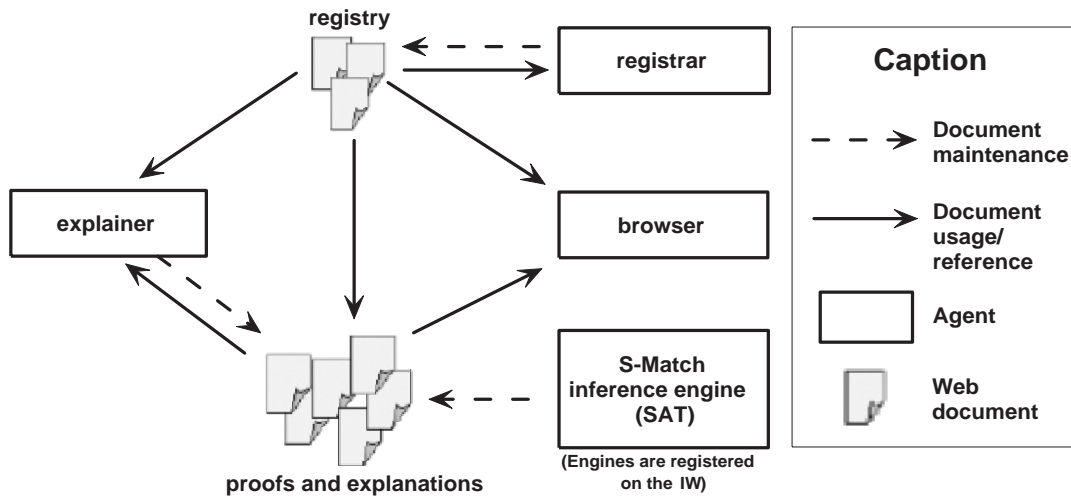 registry
registrar
explainer
browser
S-Match
inference engine
(SAT)
(Engines are registered
on the IW)
proofs and explanations
Caption
Document
maintenance
Document
usage/
reference
Agent
Web
document